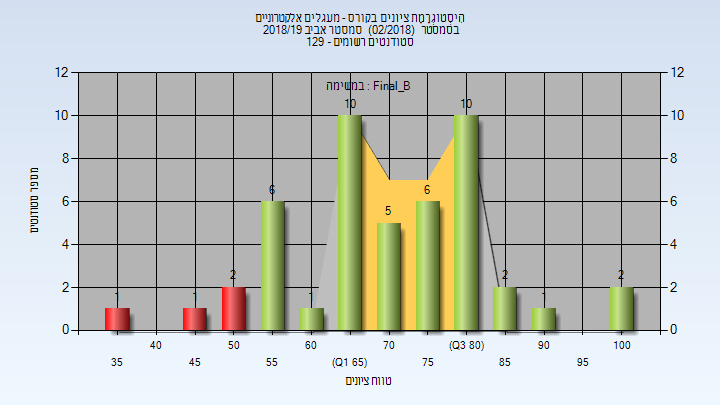 הִיסְטוֹגְרַמַת ציונים בקורס - מעגלים אלקטרוניים
בסמסטר (02/2018) סמסטר אביב 2018/19
סטודנטים רשומים - 129
במשימה : Final_B
מספר סטודנטים
12 10 8 6 4 2 0
12 10 8 6 4 2 0
1 1 2 6 1 10 5 6 10 2 1 2
40 50 60 70 (Q3 80) 90 100
35 45 55 (Q1 65) 75 85 95
טווח ציונים